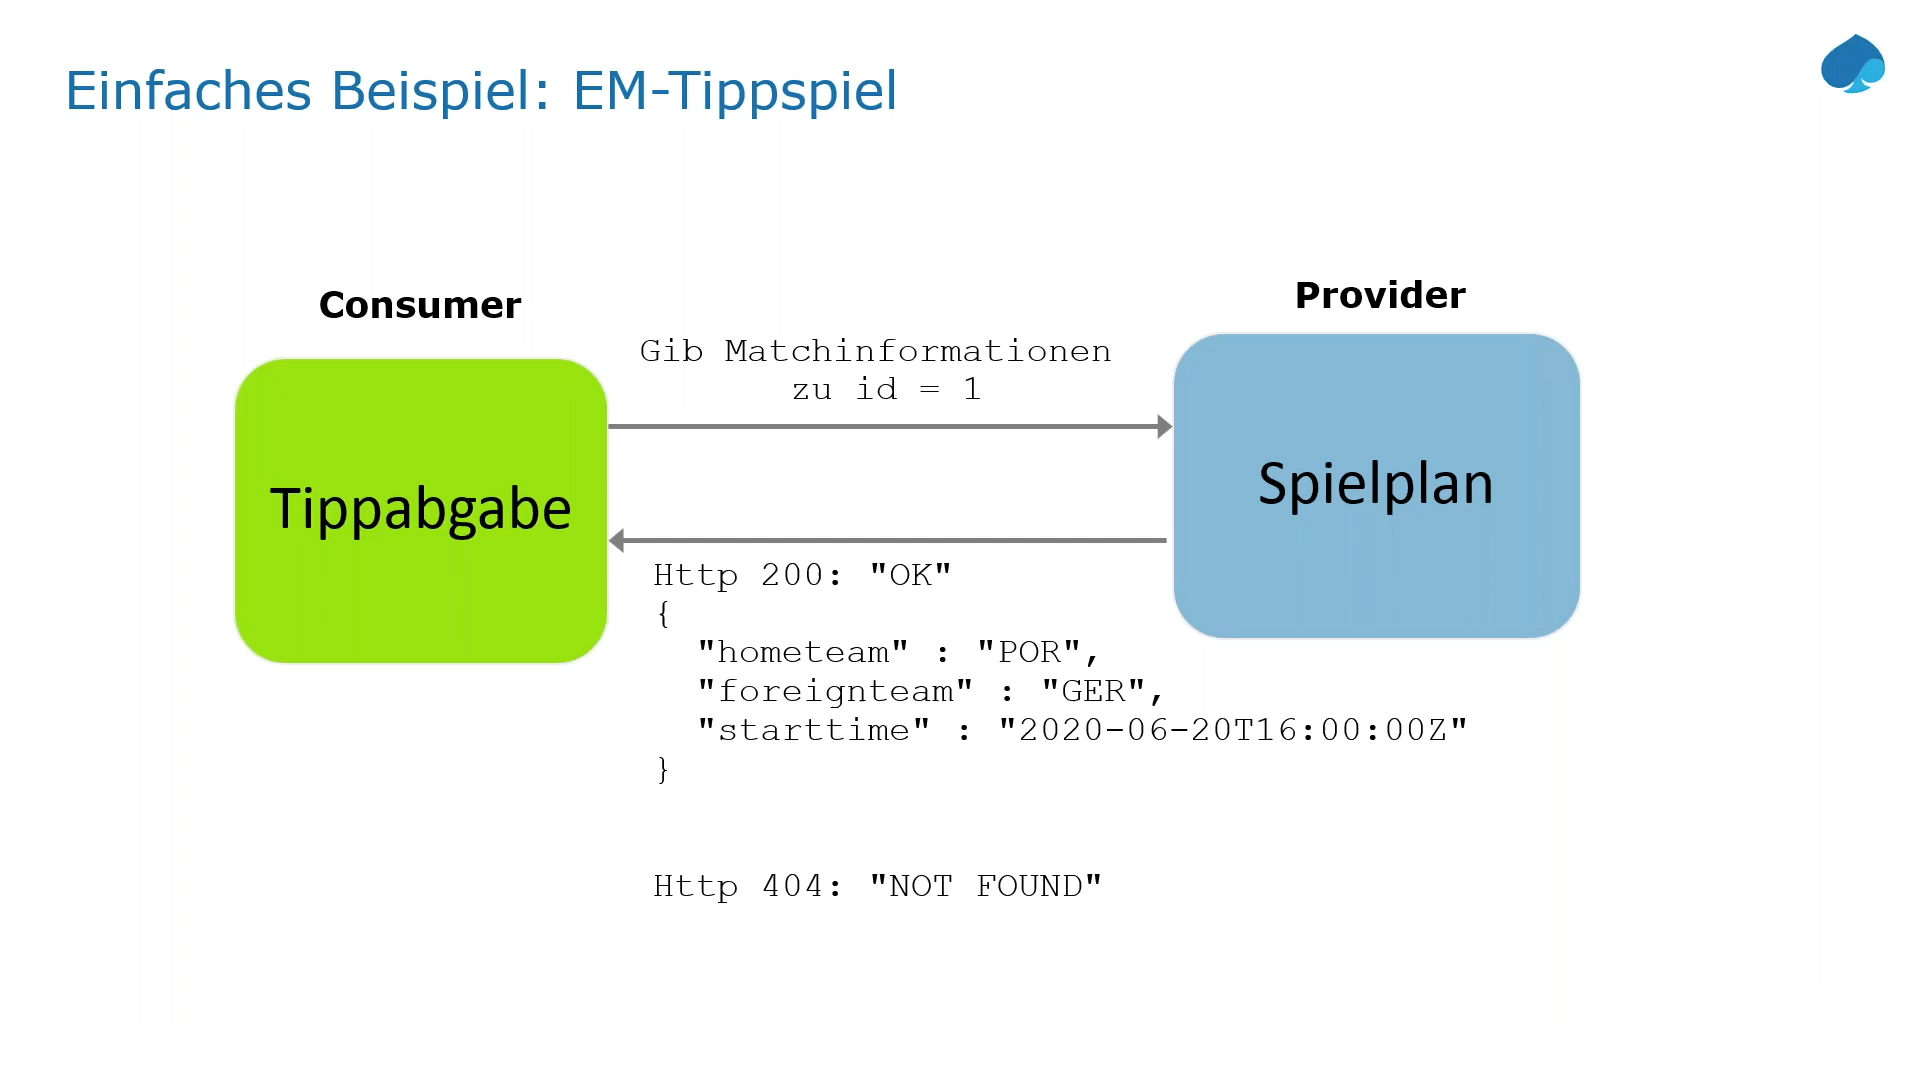 Einfaches Beispiel: EM-Tippspiel
Consumer
Provider
Gib Matchinformationen
zu id = 1
Tippabgabe
Spielplan
Http 200: "OK"
{
"hometeam" : "POR",
"foreignteam" : "GER",
"starttime" : "2020-06-20T16:00:00Z"
}
Http 404: "NOT FOUND"